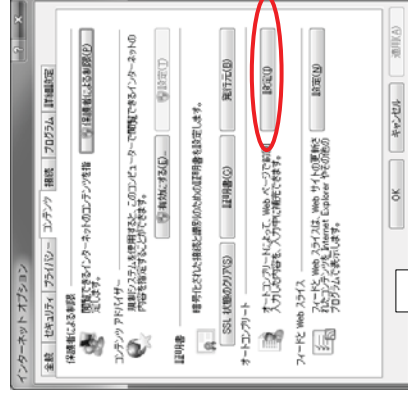 インターネット オプション
全般 セキュリティ プライバシー コンテンツ 接続 プログラム 詳細設定
保護者による制限
閲覧できるインターネットのコンテンツを指定します。
保護者による制限(P)
コンテンツ アドバイザー
規制システムを使用すると、このコンピューターで閲覧できるインターネットの
内容を指定することができます。
有効にする(E)... 設定(T)
証明書
暗号化された接続と識別のための証明書を設定します。
SSL 状態のクリア(S) 証明書(C) 発行元(B)
オートコンプリート
オートコンプリートによって、Web ページで前に
入力した内容を、入力中に補完できます。
設定(I)
フィードと Web スライス
フィードと Web スライスは、Web サイトの更新さ
れたコンテンツを Internet Explorer やその他の
プログラムで表示します。
設定(N)
OK キャンセル 適用(A)